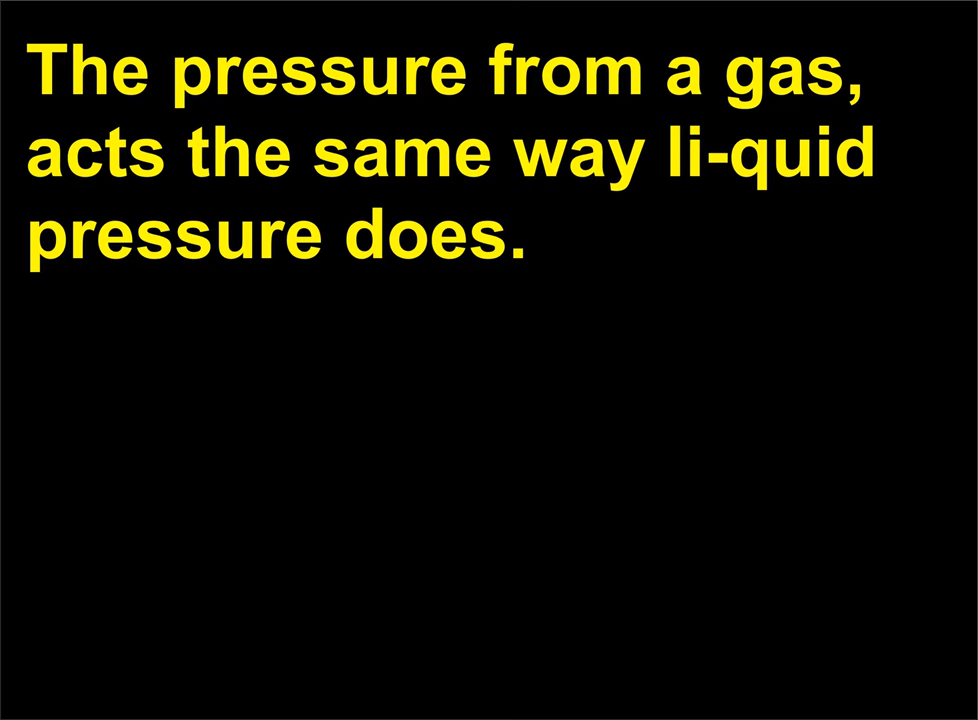 The pressure from a gas,
acts the same way li-quid
pressure does.